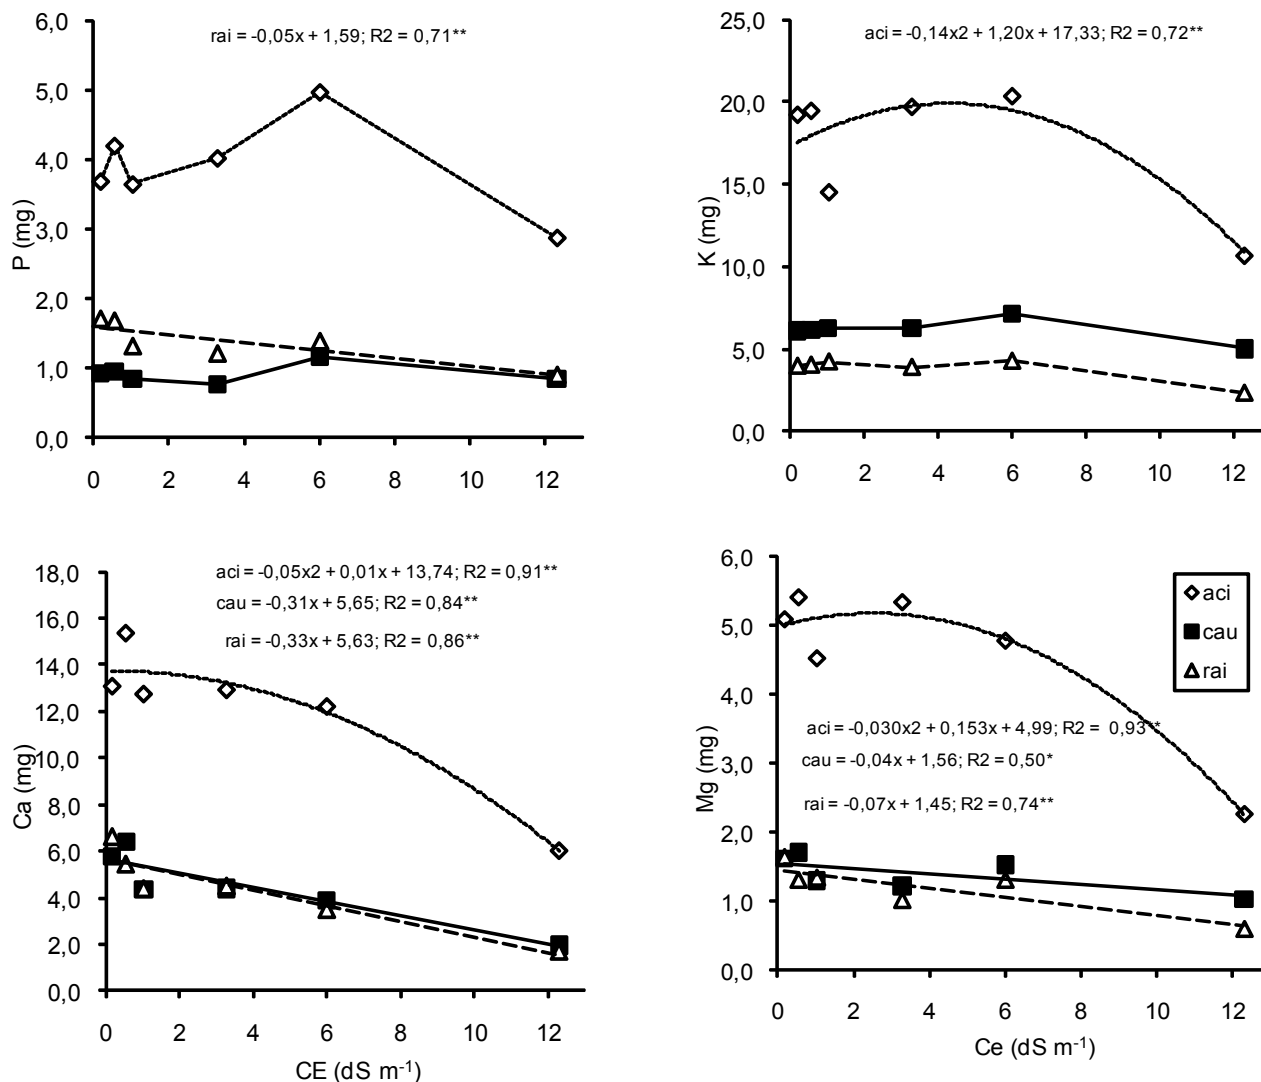 rai = -0,05x + 1,59; R2 = 0,71**
P (mg)
6,0
5,0
4,0
3,0
2,0
1,0
0,0
0 2 4 6 8 10 12
aci = -0,14x2 + 1,20x + 17,33; R2 = 0,72**
K (mg)
25,0
20,0
15,0
10,0
5,0
0,0
0 2 4 6 8 10 12
aci = -0,05x2 + 0,01x + 13,74; R2 = 0,91**
cau = -0,31x + 5,65; R2 = 0,84**
rai = -0,33x + 5,63; R2 = 0,86**
Ca (mg)
18,0
16,0
14,0
12,0
10,0
8,0
6,0
4,0
2,0
0,0
0 2 4 6 8 10 12
CE (dS m-1)
aci
cau
rai
aci = -0,030x2 + 0,153x + 4,99; R2 = 0,93**
cau = -0,04x + 1,56; R2 = 0,50*
rai = -0,07x + 1,45; R2 = 0,74**
Mg (mg)
6,0
5,0
4,0
3,0
2,0
1,0
0,0
0 2 4 6 8 10 12
Ce (dS m-1)